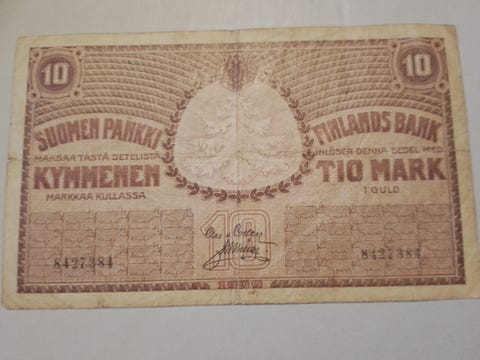 10 10
SUOMEN PANKKI FINLANDS BANK
MAKSAA TÄSTÄ SETELISTÄ INLÖSER DENNA SEDEL MED
KYMMENEN TIO MARK
MARKKAA KULLASSA I GULD
10
8427384 8427384
1909